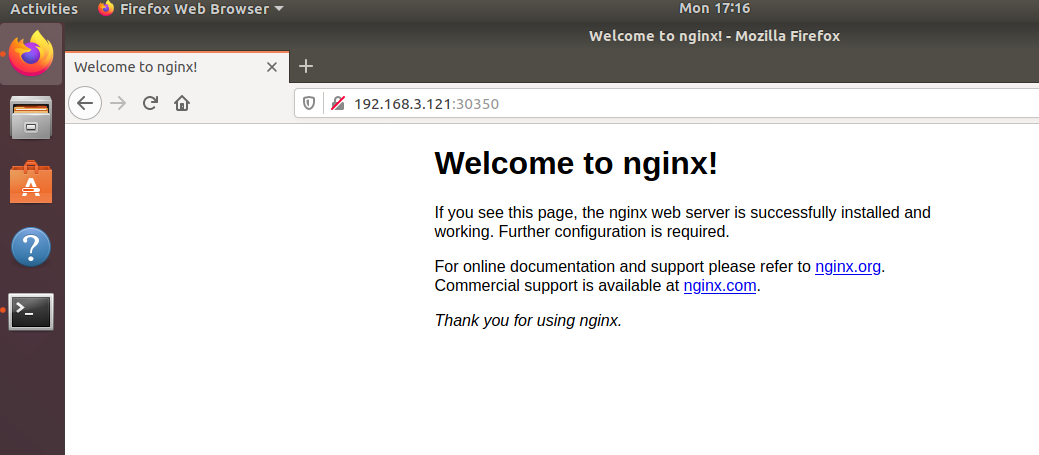 Activities
Firefox Web Browser
Mon 17:16
Welcome to nginx! - Mozilla Firefox
Welcome to nginx!
192.168.3.121:30350
Welcome to nginx!
If you see this page, the nginx web server is successfully installed and
working. Further configuration is required.
For online documentation and support please refer to nginx.org.
Commercial support is available at nginx.com.
Thank you for using nginx.